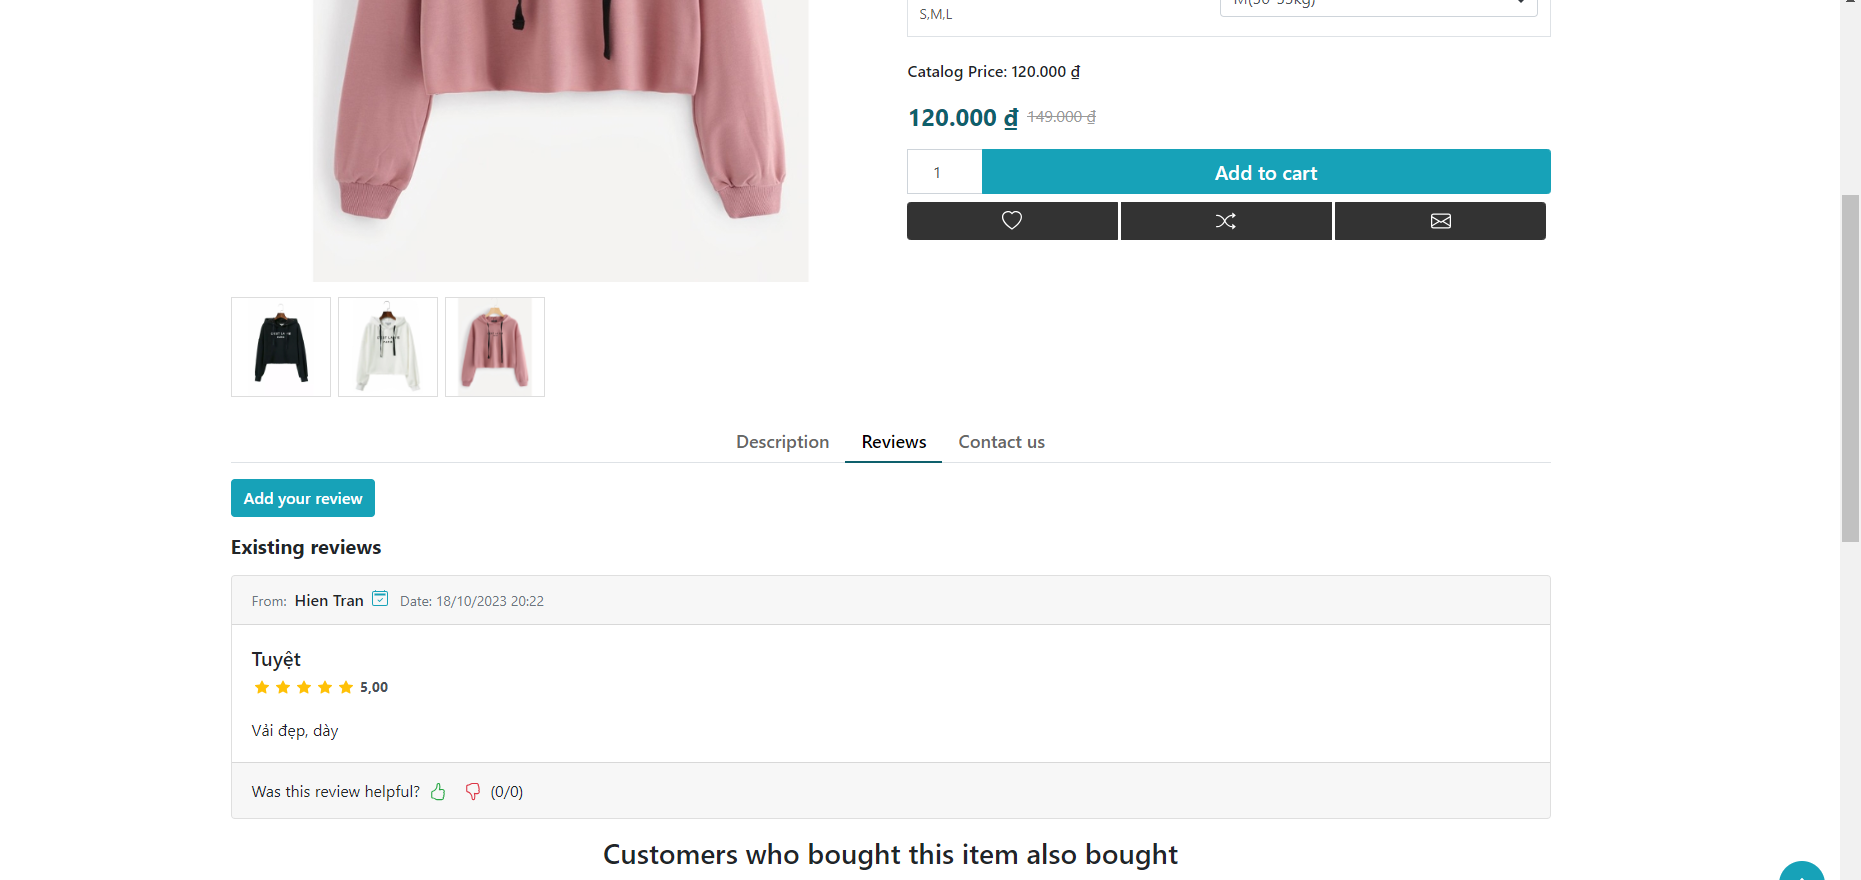 S,M,L
Catalog Price: 120.000 ₫
120.000 ₫ 149.000 ₫
1 Add to cart
Description Reviews Contact us
Add your review
Existing reviews
From: Hien Tran Date: 18/10/2023 20:22
Tuyệt
5,00
Vải đẹp, dày
Was this review helpful? (0/0)
Customers who bought this item also bought